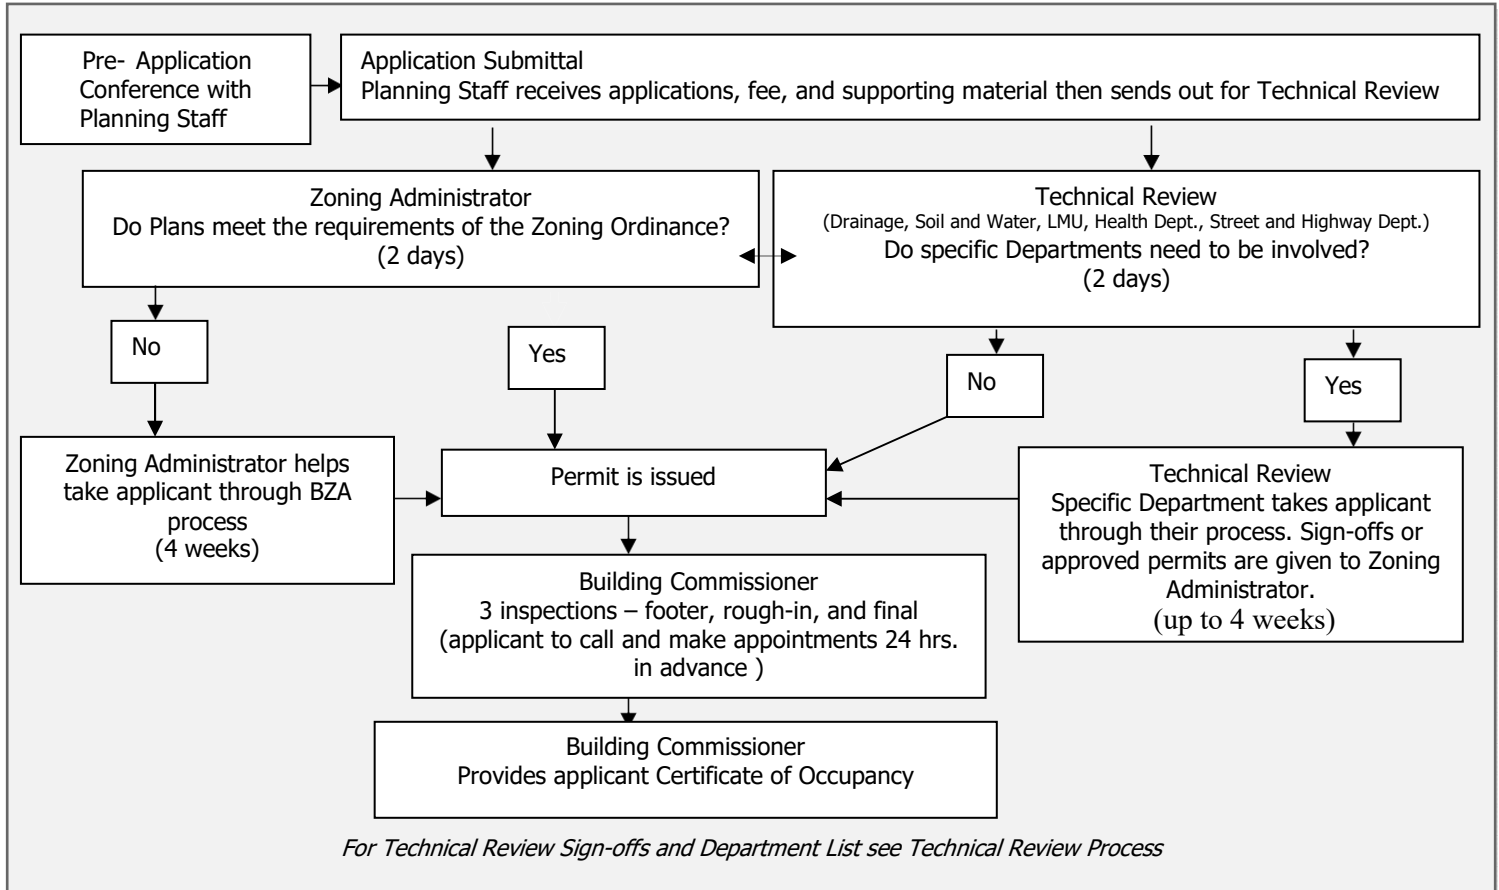 Pre- Application
Conference with
Planning Staff
Application Submittal
Planning Staff receives applications, fee, and supporting material then sends out for Technical Review
Zoning Administrator
Do Plans meet the requirements of the Zoning Ordinance?
(2 days)
Technical Review
(Drainage, Soil and Water, LMU, Health Dept., Street and Highway Dept.)
Do specific Departments need to be involved?
(2 days)
No
Yes
No
Yes
Zoning Administrator helps
take applicant through BZA
process
(4 weeks)
Permit is issued
Technical Review
Specific Department takes applicant
through their process. Sign-offs or
approved permits are given to Zoning
Administrator.
(up to 4 weeks)
Building Commissioner
3 inspections – footer, rough-in, and final
(applicant to call and make appointments 24 hrs.
in advance )
Building Commissioner
Provides applicant Certificate of Occupancy
For Technical Review Sign-offs and Department List see Technical Review Process